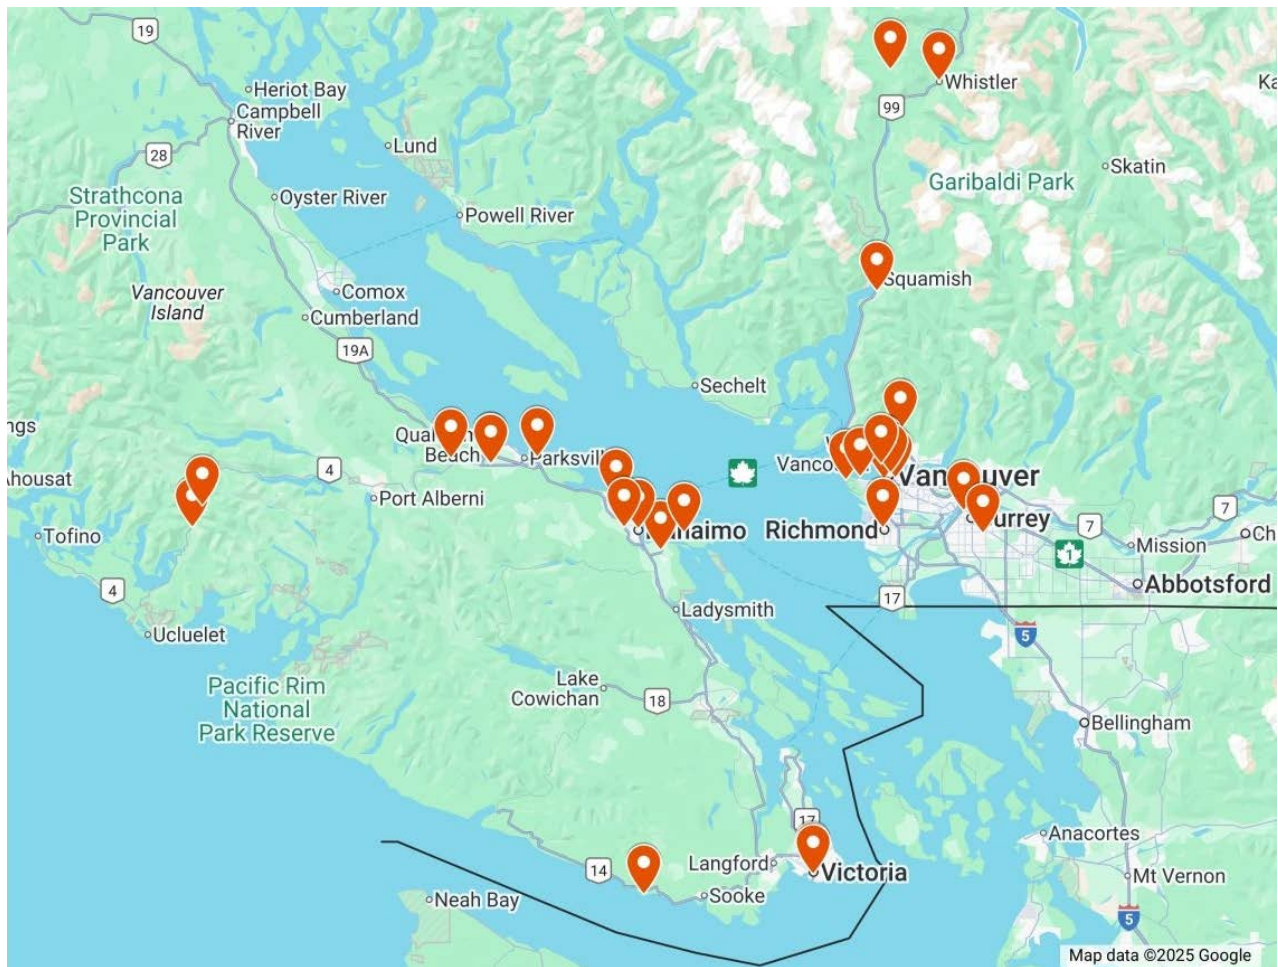 19
Heriot Bay
Campbell
River
Lund
28
Strathcona
Provincial
Park
Oyster River
Powell River
Vancouver
Island
Comox
Cumberland
19A
Whistler
99
Skatin
Garibaldi Park
Squamish
Sechelt
Parksvill
Beach
4
Port Alberni
Tofino
4
Ucluelet
Pacific Rim
National
Park Reserve
Vanco
Vancouver
Richmond
7
7
Mission
1
Abbotsford
17
5
Ladysmith
Lake
Cowichan
18
Bellingham
17
14
Langford
Victoria
Sooke
Neah Bay
Anacortes
Mt Vernon
5
Map data ©2025 Google